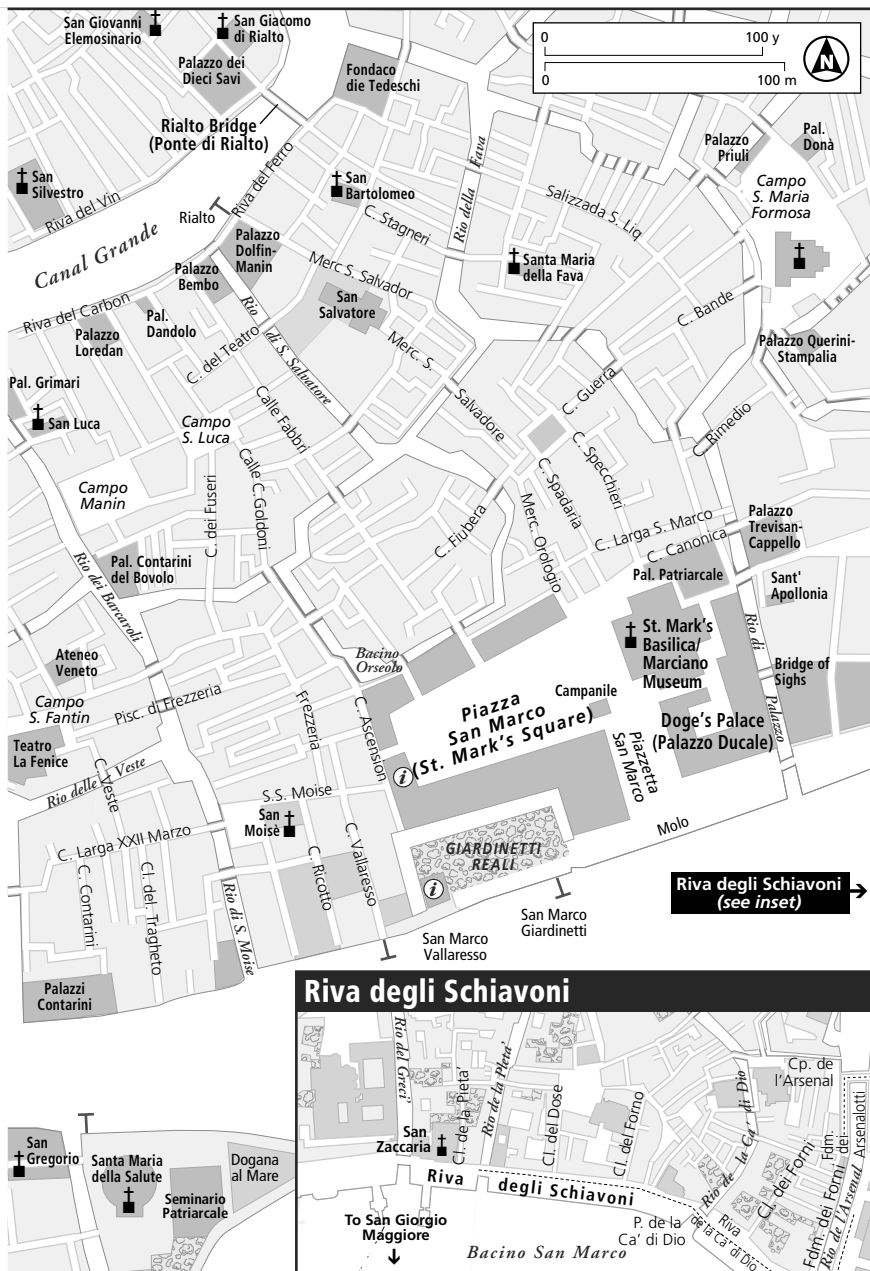 San Giovanni
Elemosinario
San Giacomo
di Rialto
Palazzo dei
Dieci Savi
Fondaco
die Tedeschi
0
100 y
0
100 m
N
Rialto Bridge
(Ponte di Rialto)
Palazzo
Priuli
Pal.
Donà
San
Silvestro
Riva del Vin
Rialto
Riva del Ferro
San
Bartolomeo
C. Stagneri
Rio della Fava
Salizzada S. Liq
Campo
S. Maria
Formosa
Canal Grande
Palazzo
Dolfin-
Manin
Merc S. Salvador
Santa Maria
della Fava
Palazzo
Bembo
San
Salvatore
Riva del Carbon
Palazzo
Loredan
Pal.
Dandolo
C. del Teatro
Rio di S. Salvatore
Merc. S.
Salvadore
C. Bande
Palazzo Querini-
Stampalia
Pal. Grimari
San Luca
Campo
S. Luca
Calle Fabbri
C. Guerra
C. Rimedio
Campo
Manin
C. dei Fuseri
Calle C. Goldoni
C. Specchieri
C. Spadaria
Merc. Orologio
C. Fiubera
C. Larga S. Marco
C. Canonica
Palazzo
Trevisan-
Cappello
Pal. Contarini
del Bovolo
Rio dei Barcaroli
Pal. Patriarcale
Sant'
Apollonia
Ateneo
Veneto
Bacino
Orseolo
St. Mark's
Basilica/
Marciano
Museum
Rio di Palazzo
Bridge of
Sighs
Campo
S. Fantin
Pisc. di Frezzeria
Frezzeria
C. Ascension
Piazza
San Marco
(St. Mark's Square)
Campanile
Doge's Palace
(Palazzo Ducale)
Teatro
La Fenice
C. Veste
Rio delle Veste
i
Piazzetta
San Marco
S.S. Moise
San
Moisè
C. Larga XXII Marzo
Molo
GIARDINETTI
REALI
C. Contarini
Cl. del. Tragheto
Rio di S. Moise
C. Ricotto
C. Vallaresso
i
Riva degli Schiavoni
(see inset)
San Marco
Giardinetti
San Marco
Vallaresso
Palazzi
Contarini
Riva degli Schiavoni
Rio del Greci'
Cl. de la Pleta'
Rio de la Pleta'
Cl. del Dose
Cl. del Forno
Rio de la Ca' di Dio
Cp. de
l'Arsenal
San
Zaccaria
Cl. dei Forni
Fdm. dei Forni
Fdm. dei Arsenalotti
Rio de l'Arsenal
Riva degli Schiavoni
P. de la
Ca' di Dio
Riva
de la Ca' di Dio
To San Giorgio
Maggiore
Bacino San Marco
San
Gregorio
Santa Maria
della Salute
Dogana
al Mare
Seminario
Patriarcale